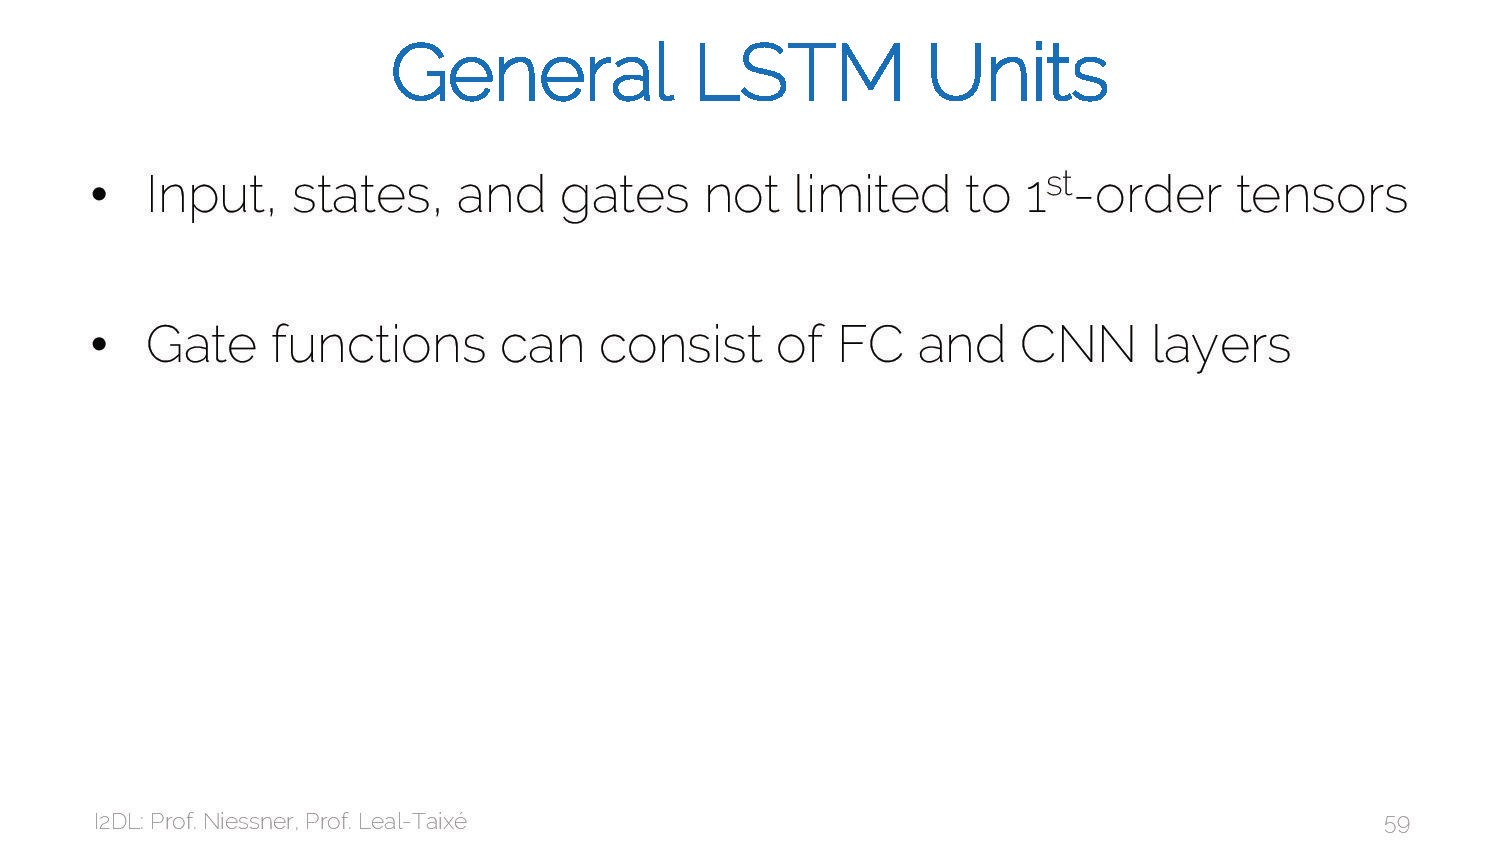 General LSTM Units
• Input, states, and gates not limited to 1st-order tensors
• Gate functions can consist of FC and CNN layers
I2DL: Prof. Niessner, Prof. Leal-Taixé
59